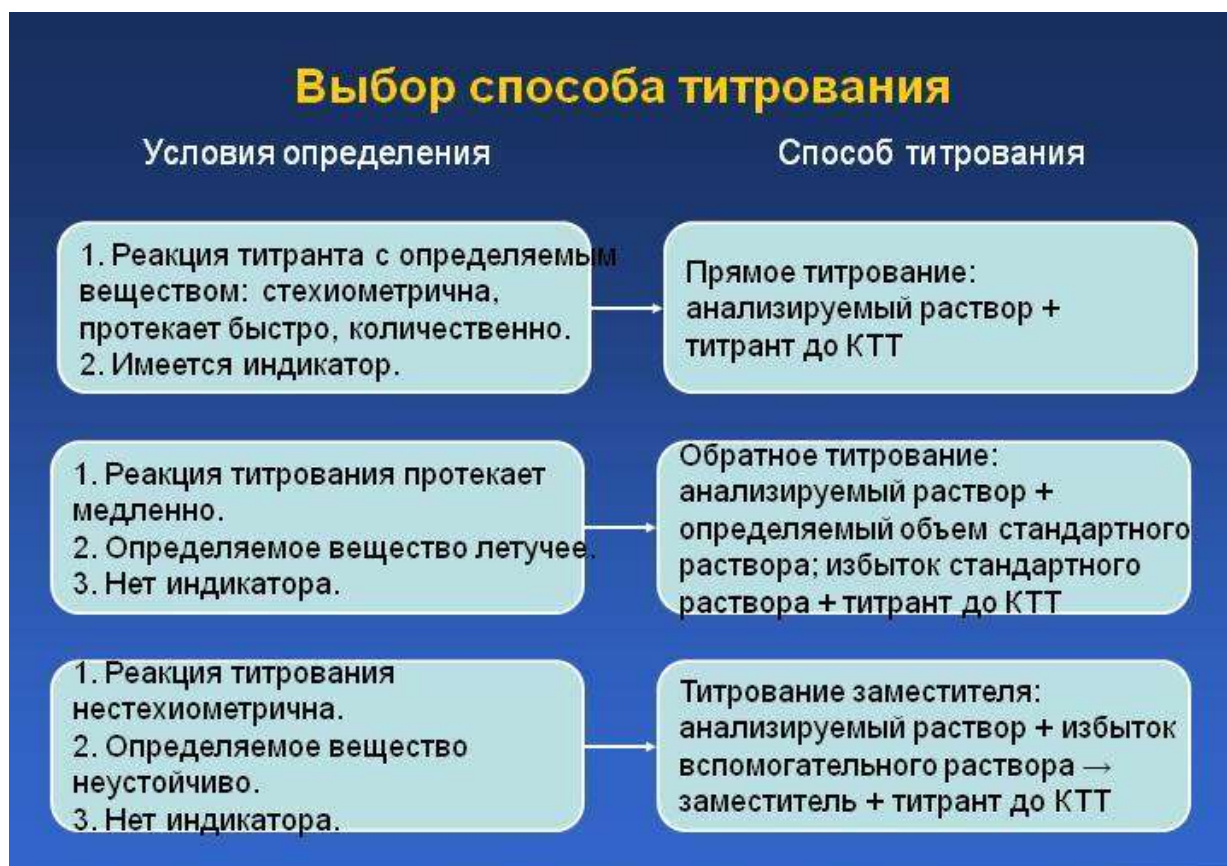 Выбор способа титрования
Условия определения
Способ титрования
1. Реакция титранта с определяемым
веществом: стехиометрична,
протекает быстро, количественно.
2. Имеется индикатор.
Прямое титрование:
анализируемый раствор +
титрант до КТТ
1. Реакция титрования протекает
медленно.
2. Определяемое вещество летучее.
3. Нет индикатора.
Обратное титрование:
анализируемый раствор +
определяемый объем стандартного
раствора; избыток стандартного
раствора + титрант до КТТ
1. Реакция титрования
нестехиометрична.
2. Определяемое вещество
неустойчиво.
3. Нет индикатора.
Титрование заместителя:
анализируемый раствор + избыток
вспомогательного раствора →
заместитель + титрант до КТТ